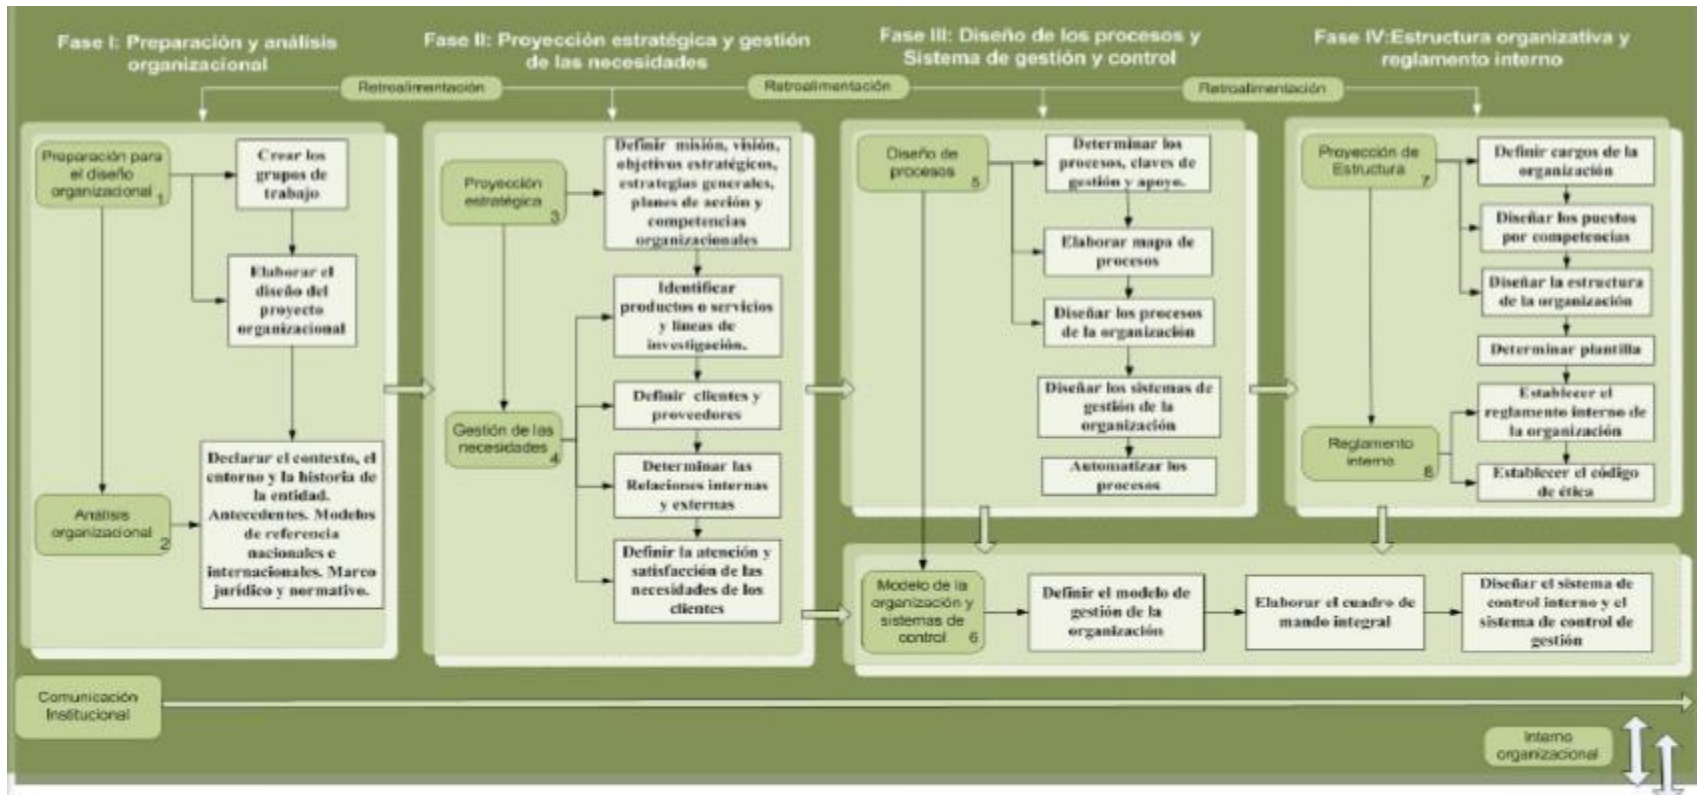 Fase I: Preparación y análisis
organizacional
Fase II: Proyección estratégica y gestión
de las necesidades
Fase III: Diseño de los procesos y
Sistema de gestión y control
Fase IV:Estructura organizativa y
reglamento interno
Retroalimentación
Retroalimentación
Retroalimentación
Preparación para
el diseño
organizacional
1
Crear los
grupos de
trabajo
Elaborar el
diseño del
proyecto
organizacional
Análisis
organizacional
2
Declarar el contexto, el
entorno y la historia de
la entidad.
Antecedentes. Modelos
de referencia
nacionales e
internacionales. Marco
jurídico y normativo.
Proyección
estratégica
3
Definir misión, visión,
objetivos estratégicos,
estrategias generales,
planes de acción y
competencias
organizacionales
Identificar
productos o servicios
y líneas de
investigación.
Gestión de las
necesidades
4
Definir clientes y
proveedores
Determinar las
Relaciones internas
y externas
Definir la atención y
satisfacción de las
necesidades de los
clientes
Diseño de
procesos
5
Determinar los
procesos, claves de
gestión y apoyo.
Elaborar mapa de
procesos
Diseñar los procesos
de la organización
Diseñar los sistemas de
gestión de la
organización
Automatizar los
procesos
Proyección de
Estructura
7
Definir cargos de la
organización
Diseñar los puestos
por competencias
Diseñar la estructura
de la organización
Determinar plantilla
Reglamento
interno
8
Establecer el
reglamento interno de
la organización
Establecer el código
de ética
Modelo de la
organización y
sistemas de
control
6
Definir el modelo de
gestión de la
organización
Elaborar el cuadro de
mando integral
Diseñar el sistema de
control interno y el
sistema de control de
gestión
Comunicación
Institucional
Interno
organizacional